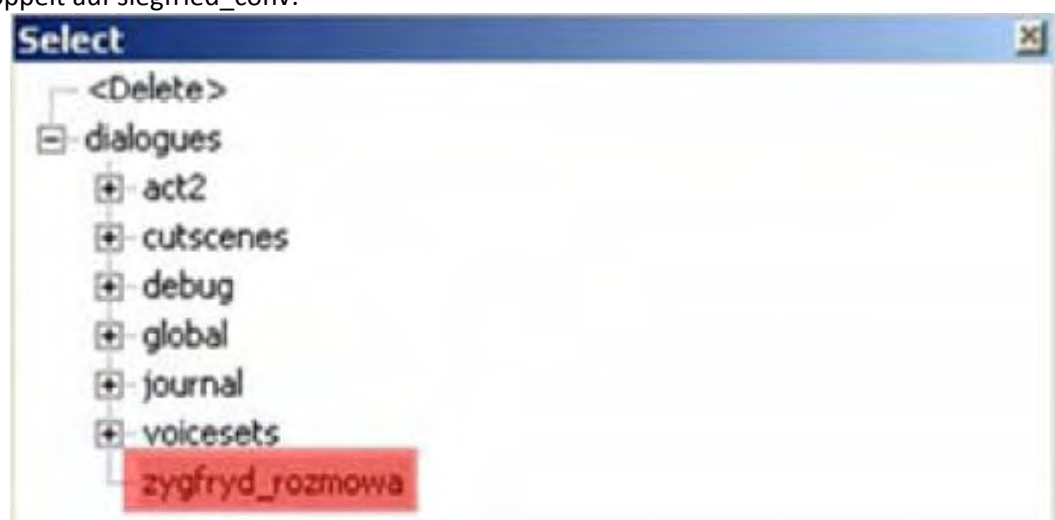 oppelt auf siegfried_conv.
Select
<Delete>
dialogues
act2
cutscenes
debug
global
journal
voicesets
zygfryd_rozmowa